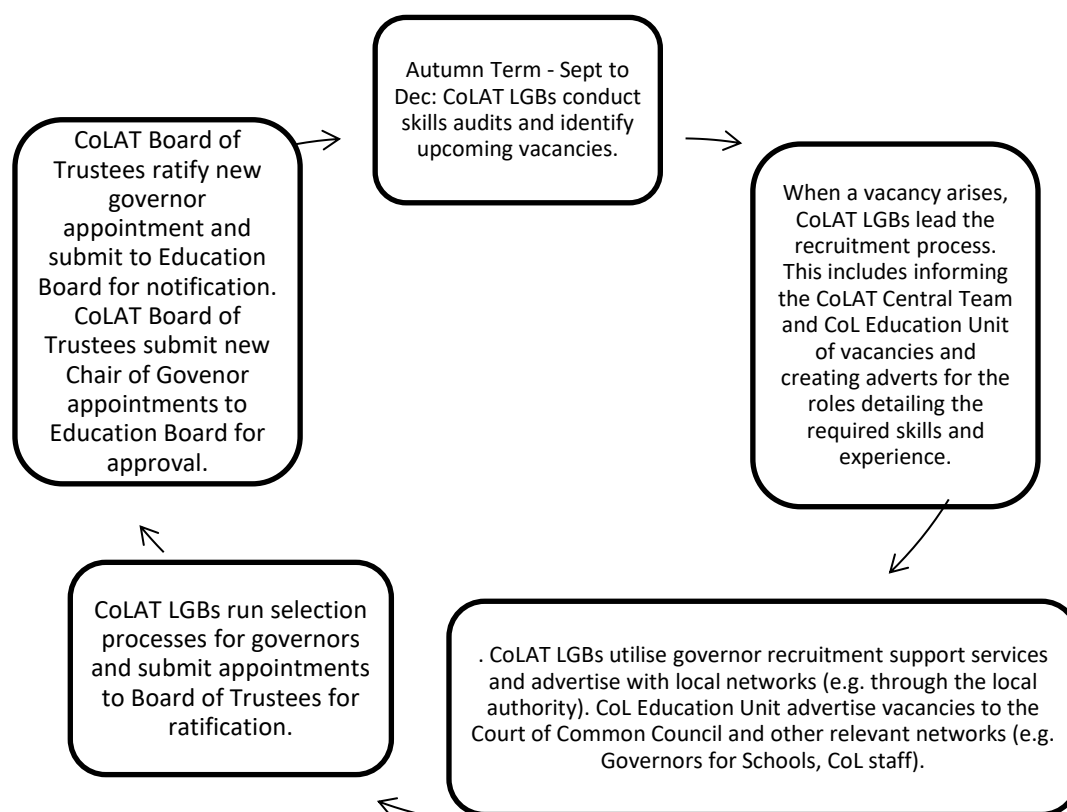 Autumn Term - Sept to
Dec: CoLAT LGBs conduct
skills audits and identify
upcoming vacancies.
When a vacancy arises,
CoLAT LGBs lead the
recruitment process.
This includes informing
the CoLAT Central Team
and CoL Education Unit
of vacancies and
creating adverts for the
roles detailing the
required skills and
experience.
. CoLAT LGBs utilise governor recruitment support services
and advertise with local networks (e.g. through the local
authority). CoL Education Unit advertise vacancies to the
Court of Common Council and other relevant networks (e.g.
Governors for Schools, CoL staff).
CoLAT LGBs run selection
processes for governors
and submit appointments
to Board of Trustees for
ratification.
CoLAT Board of
Trustees ratify new
governor
appointment and
submit to Education
Board for notification.
CoLAT Board of
Trustees submit new
Chair of Govenor
appointments to
Education Board for
approval.